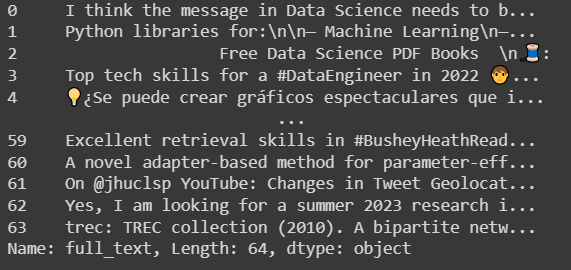 0 I think the message in Data Science needs to b...
1 Python libraries for:\n\n— Machine Learning\n—...
2 Free Data Science PDF Books \n🧵:
3 Top tech skills for a #DataEngineer in 2022 🧑...
4 💡¿Se puede crear gráficos espectaculares que i...
...
59 Excellent retrieval skills in #BusheyHeathRead...
60 A novel adapter-based method for parameter-eff...
61 On @jhuclsp YouTube: Changes in Tweet Geolocat...
62 Yes, I am looking for a summer 2023 research i...
63 trec: TREC collection (2010). A bipartite netw...
Name: full_text, Length: 64, dtype: object